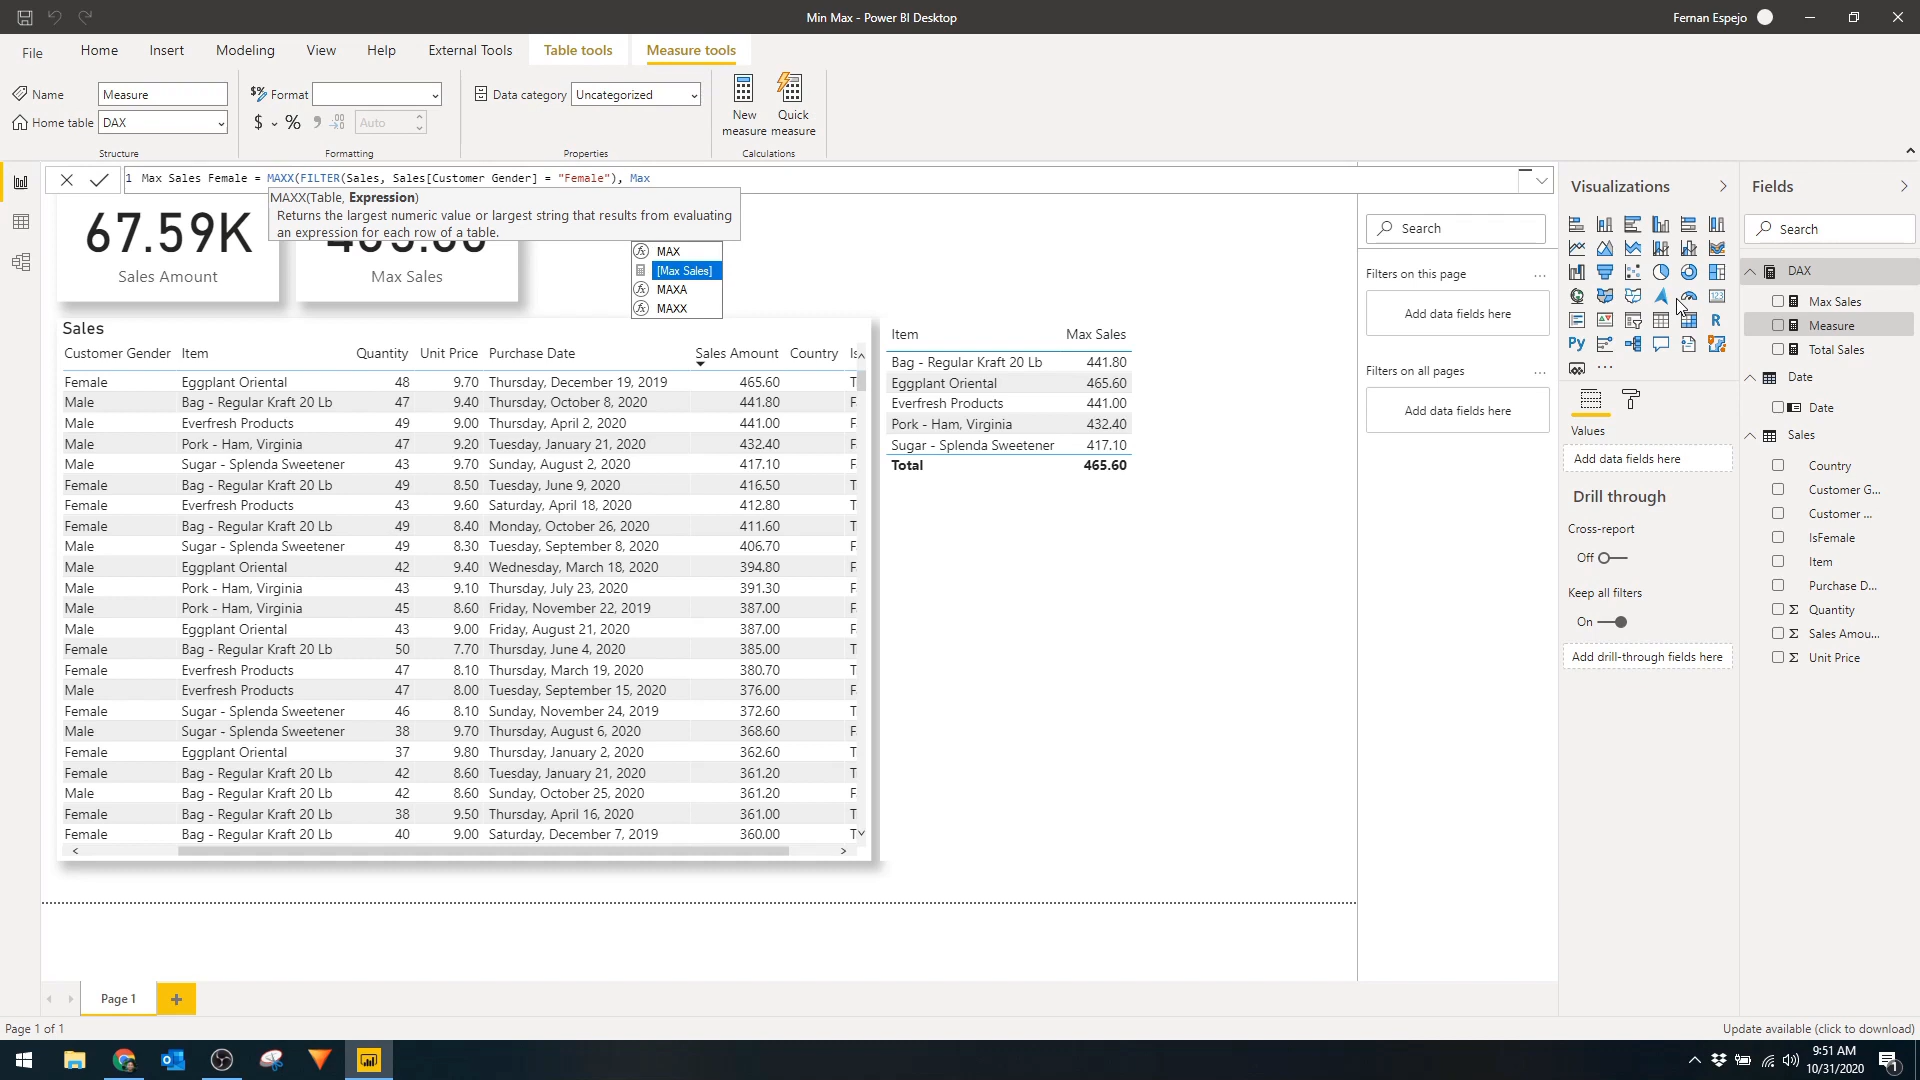 Min Max - Power BI Desktop
Fernan Espejo
File Home Insert Modeling View Help External Tools Table tools Measure tools
Name Measure
Home table DAX
Structure
$% Format
$ % Auto
Formatting
Data category Uncategorized
Properties
New measure
Quick measure
Calculations
1 Max Sales Female = MAXX(FILTER(Sales, Sales[Customer Gender] = "Female"), Max
MAXX(Table, Expression)
Returns the largest numeric value or largest string that results from evaluating
an expression for each row of a table.
MAX
[Max Sales]
MAXA
MAXX
67.59K
Sales Amount
Max Sales
Sales
Customer Gender Item Quantity Unit Price Purchase Date Sales Amount Country Is
Female Eggplant Oriental 48 9.70 Thursday, December 19, 2019 465.60 T
Male Bag - Regular Kraft 20 Lb 47 9.40 Thursday, October 8, 2020 441.80 F
Male Everfresh Products 49 9.00 Thursday, April 2, 2020 441.00 F
Male Pork - Ham, Virginia 47 9.20 Tuesday, January 21, 2020 432.40 F
Male Sugar - Splenda Sweetener 43 9.70 Sunday, August 2, 2020 417.10 F
Female Bag - Regular Kraft 20 Lb 49 8.50 Tuesday, June 9, 2020 416.50 T
Female Everfresh Products 43 9.60 Saturday, April 18, 2020 412.80 T
Female Bag - Regular Kraft 20 Lb 49 8.40 Monday, October 26, 2020 411.60 T
Male Sugar - Splenda Sweetener 49 8.30 Tuesday, September 8, 2020 406.70 F
Male Eggplant Oriental 42 9.40 Wednesday, March 18, 2020 394.80 F
Male Pork - Ham, Virginia 43 9.10 Thursday, July 23, 2020 391.30 F
Male Pork - Ham, Virginia 45 8.60 Friday, November 22, 2019 387.00 F
Male Eggplant Oriental 43 9.00 Friday, August 21, 2020 387.00 F
Female Bag - Regular Kraft 20 Lb 50 7.70 Thursday, June 4, 2020 385.00 T
Female Everfresh Products 47 8.10 Thursday, March 19, 2020 380.70 T
Male Everfresh Products 47 8.00 Tuesday, September 15, 2020 376.00 F
Female Sugar - Splenda Sweetener 46 8.10 Sunday, November 24, 2019 372.60 T
Male Sugar - Splenda Sweetener 38 9.70 Thursday, August 6, 2020 368.60 F
Female Eggplant Oriental 37 9.80 Thursday, January 2, 2020 362.60 T
Female Bag - Regular Kraft 20 Lb 42 8.60 Tuesday, January 21, 2020 361.20 T
Male Bag - Regular Kraft 20 Lb 42 8.60 Sunday, October 25, 2020 361.20 F
Female Bag - Regular Kraft 20 Lb 38 9.50 Thursday, April 16, 2020 361.00 T
Female Bag - Regular Kraft 20 Lb 40 9.00 Saturday, December 7, 2019 360.00 T
Item Max Sales
Bag - Regular Kraft 20 Lb 441.80
Eggplant Oriental 465.60
Everfresh Products 441.00
Pork - Ham, Virginia 432.40
Sugar - Splenda Sweetener 417.10
Total 465.60
Search
Filters on this page ...
Add data fields here
Filters on all pages ...
Add data fields here
Visualizations
R
Py
...
Values
Add data fields here
Drill through
Cross-report
Off
Keep all filters
On
Add drill-through fields here
Fields
Search
DAX
Max Sales
Measure
Total Sales
Date
Date
Sales
Country
Customer G...
Customer ...
IsFemale
Item
Purchase D...
Σ Quantity
Σ Sales Amou...
Σ Unit Price
Page 1
+
Page 1 of 1
Update available (click to download)
9:51 AM
10/31/2020
1